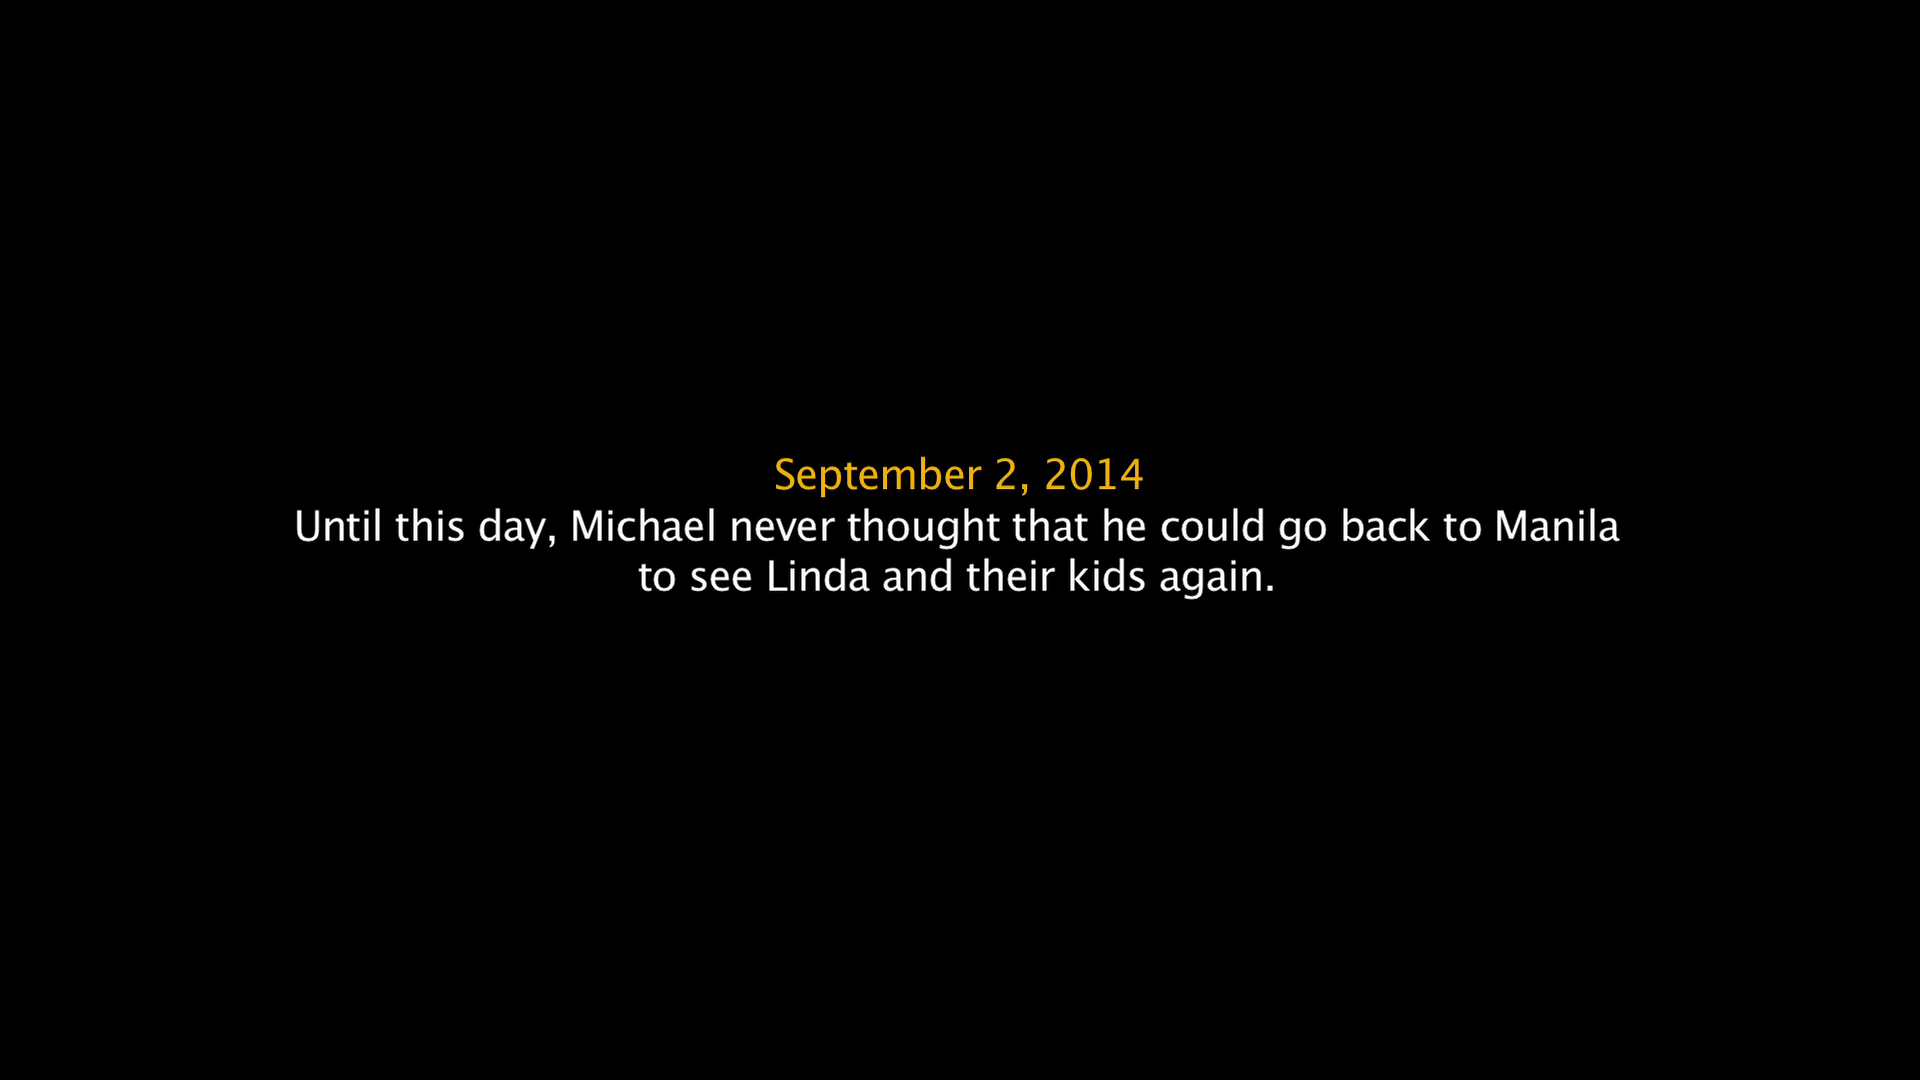 September 2, 2014
Until this day, Michael never thought that he could go back to Manila
to see Linda and their kids again.